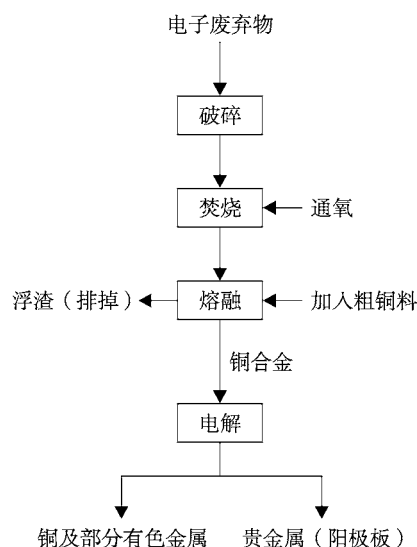 电子废弃物
破碎
焚烧
通氧
浮渣（排掉）
熔融
加入粗铜料
铜合金
电解
铜及部分有色金属
贵金属（阳极板）